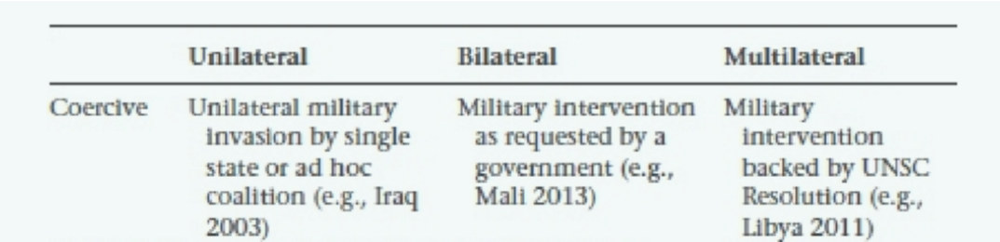 Unilateral Bilateral Multilateral
Coercive Unilateral military Military intervention Military
invasion by single as requested by a intervention
state or ad hoc government (e.g., backed by UNSC
coalition (e.g., Iraq Mali 2013) Resolution (e.g.,
2003) Libya 2011)